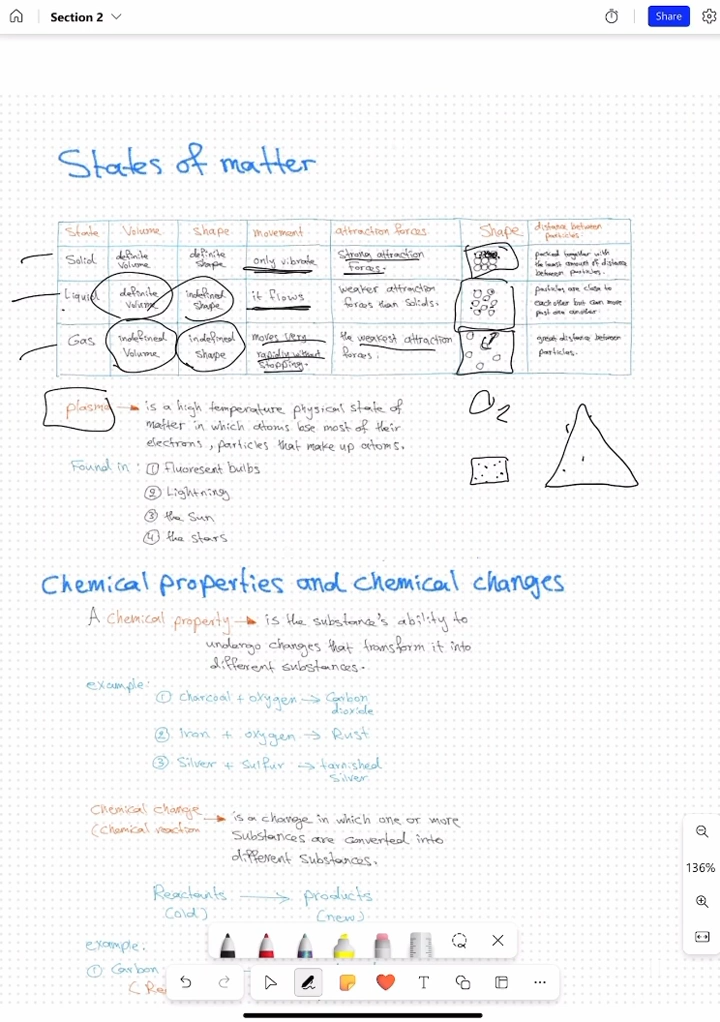 Section 2
Share
States of matter
State Volume Shape movement attraction forces Shape distance between particles.
Solid definite Volume definite Shape only vibrate Strong attraction forces. packed together with the least amount of distance between particles.
Liquid definite Volume indefined Shape it flows weaker attraction forces than solids. particles are close to each other but can move past one another
Gas indefined Volume indefined Shape moves very rapidly without stopping. the weakest attraction forces. great distance between particles.
plasma → is a high temperature physical state of
matter in which atoms lose most of their
electrons, particles that make up atoms.
O2
Found in: ① fluoresent bulbs
② Lightning
③ the Sun
④ the stars
Chemical properties and chemical changes
A Chemical property → is the substance's ability to
undergo changes that transform it into
different substances.
example:
① Charcoal + oxygen → Carbon
dioxide
② Iron + oxygen → Rust
③ Silver + Sulfur → tarnished
Silver
Chemical change → is a change in which one or more
(chemical reaction
Substances are converted into
different substances.
Reactants → products
(old) (new)
example:
① Carbon
(Re
136%
T